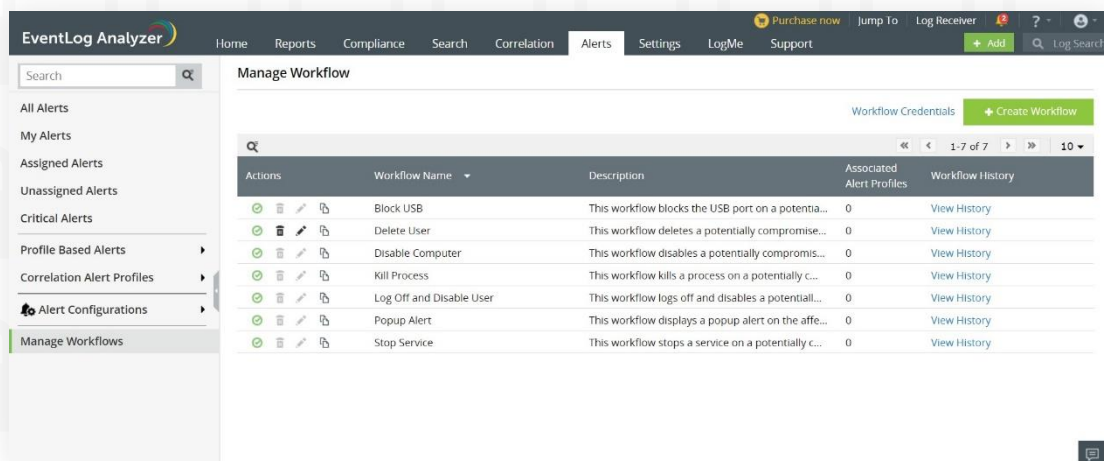 Purchase now Jump To Log Receiver 2 ?
EventLog Analyzer
Home Reports Compliance Search Correlation Alerts Settings LogMe Support + Add Log Search
Search
Manage Workflow
All Alerts
My Alerts
Assigned Alerts
Unassigned Alerts
Critical Alerts
Profile Based Alerts
Correlation Alert Profiles
Alert Configurations
Manage Workflows
Workflow Credentials + Create Workflow
1-7 of 7 10
Actions Workflow Name Description Associated Alert Profiles Workflow History
Block USB This workflow blocks the USB port on a potentia... 0 View History
Delete User This workflow deletes a potentially compromise... 0 View History
Disable Computer This workflow disables a potentially compromis... 0 View History
Kill Process This workflow kills a process on a potentially c... 0 View History
Log Off and Disable User This workflow logs off and disables a potentiall... 0 View History
Popup Alert This workflow displays a popup alert on the affe... 0 View History
Stop Service This workflow stops a service on a potentially c... 0 View History